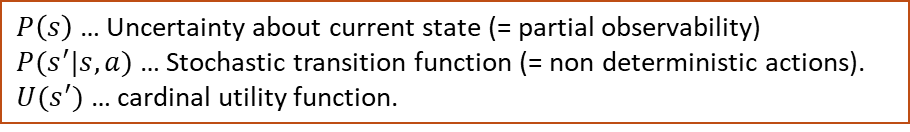 P(s) ... Uncertainty about current state (= partial observability)
P(s'|s,a) ... Stochastic transition function (= non deterministic actions).
U(s') ... cardinal utility function.